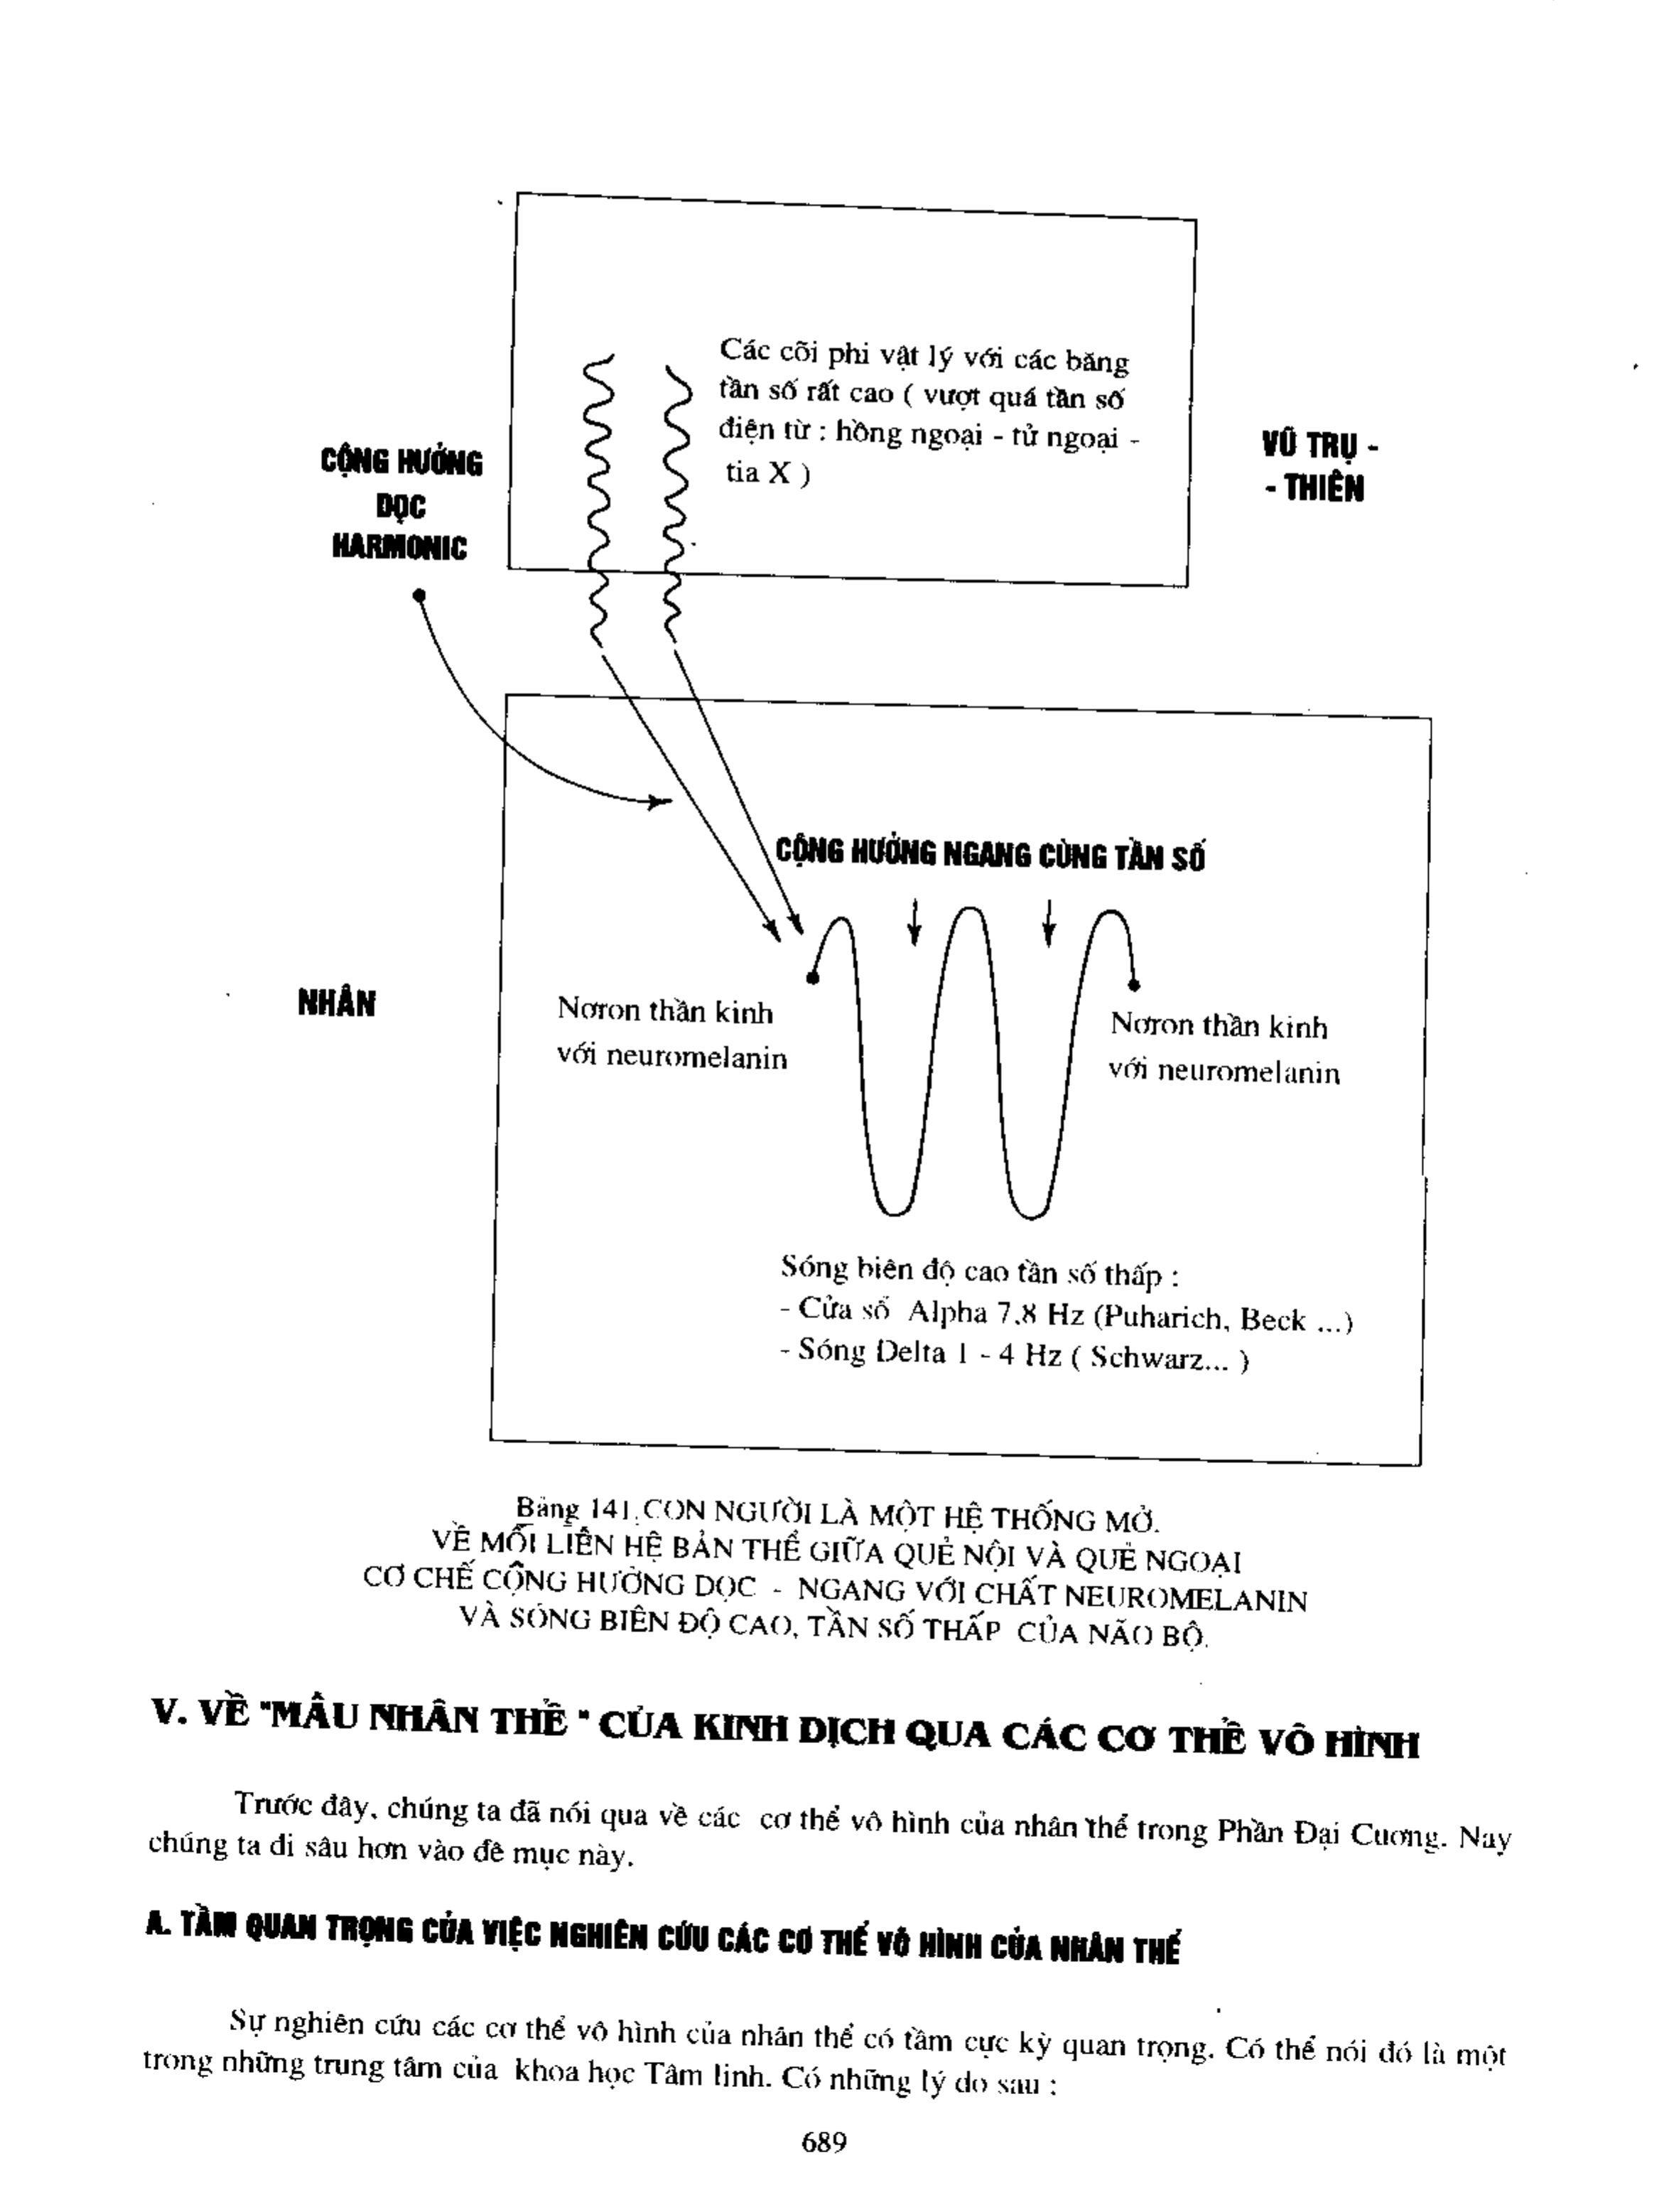 Các cõi phi vật lý với các băng
tần số rất cao ( vượt quá tần số
điện từ : hồng ngoại - tử ngoại -
tia X )
CỘNG HƯỞNG
DỌC
HARMONIC
VŨ TRỤ -
- THIÊN
CỘNG HƯỞNG NGANG CÙNG TẦN SỐ
NHÂN
Nơron thần kinh
với neuromelanin
Nơron thần kinh
với neuromelanin
Sóng biên độ cao tần số thấp :
- Cửa sổ Alpha 7.8 Hz (Puharich, Beck ...)
- Sóng Delta 1 - 4 Hz ( Schwarz... )
Bảng 141. CON NGƯỜI LÀ MỘT HỆ THỐNG MỞ.
VỀ MỐI LIÊN HỆ BẢN THỂ GIỮA QUẺ NỘI VÀ QUẺ NGOẠI
CƠ CHẾ CỘNG HƯỞNG DỌC - NGANG VỚI CHẤT NEUROMELANIN
VÀ SÓNG BIÊN ĐỘ CAO, TẦN SỐ THẤP CỦA NÃO BỘ.
V. VỀ "MẪU NHÂN THỂ " CỦA KINH DỊCH QUA CÁC CƠ THỂ VÔ HÌNH
Trước đây, chúng ta đã nói qua về các cơ thể vô hình của nhân thể trong Phần Đại Cương. Nay
chúng ta đi sâu hơn vào đề mục này.
A. TẦM QUAN TRỌNG CỦA VIỆC NGHIÊN CỨU CÁC CƠ THỂ VÔ HÌNH CỦA NHÂN THỂ
Sự nghiên cứu các cơ thể vô hình của nhân thể có tầm cực kỳ quan trọng. Có thể nói đó là một
trong những trung tâm của khoa học Tâm linh. Có những lý do sau :
689